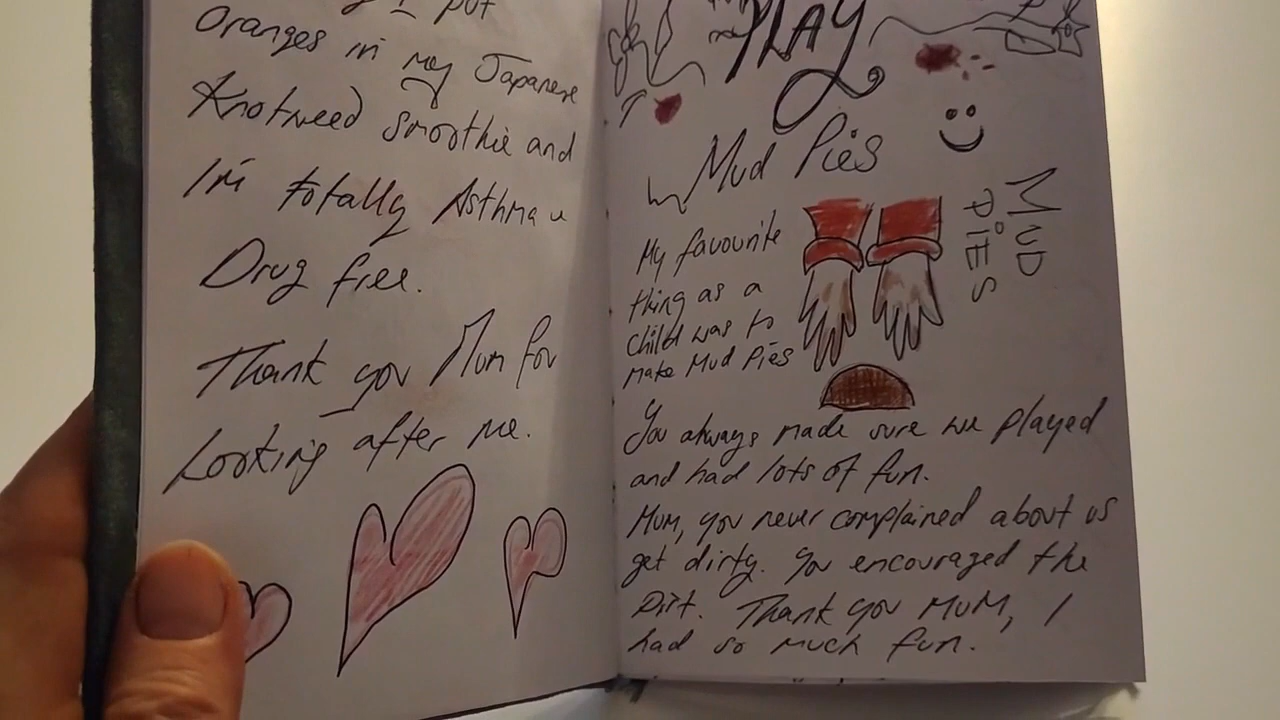 I put
Oranges in my Japanese
Knotweed Smoothie and
I'm totally Asthma
Drug free.
Thank you Mum for
Looking after me.
PLAY
Mud Pies
MUD
PIES
My favourite
thing as a
child was to
make Mud Pies
You always made sure we played
and had lots of fun.
Mum, you never complained about us
get dirty. You encouraged the
Dirt. Thank you MUM, I
had so much fun.